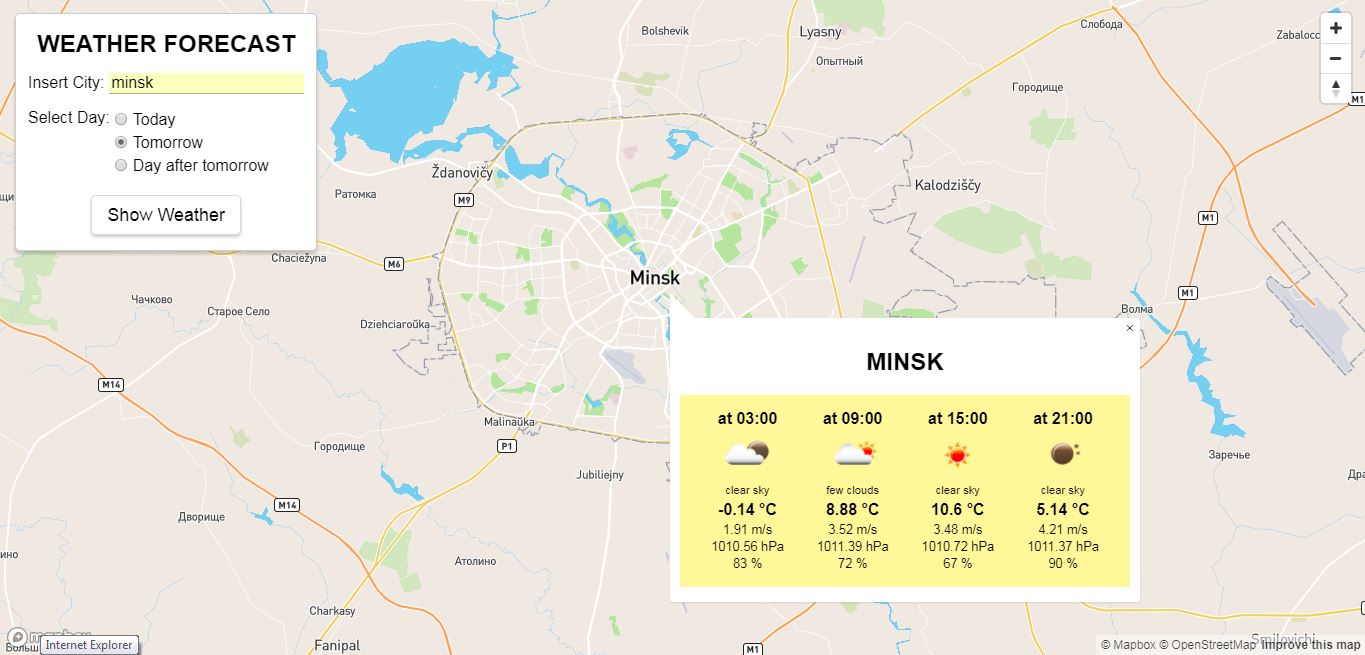 WEATHER FORECAST
Insert City: minsk
Select Day: Today
Tomorrow
Day after tomorrow
Show Weather
Bolshevik
Lyasny
Слобода
Опытный
Городище
M1
Ždanovičy
Ратомка
M9
Kalodziščy
M1
Chaciežyna
M6
Minsk
M1
Чачково
Старое Село
Dziehciaroŭka
Волма
M14
Malinaŭka
P1
Городище
Jubiliejny
Заречье
M14
Дворище
Атолино
Charkasy
Fanipal
M1
Smilovichi
MINSK
×
at 03:00 at 09:00 at 15:00 at 21:00
clear sky few clouds clear sky clear sky
-0.14 °C 8.88 °C 10.6 °C 5.14 °C
1.91 m/s 3.52 m/s 3.48 m/s 4.21 m/s
1010.56 hPa 1011.39 hPa 1010.72 hPa 1011.37 hPa
83 % 72 % 67 % 90 %
mapbox
Internet Explorer
© Mapbox © OpenStreetMap Improve this map